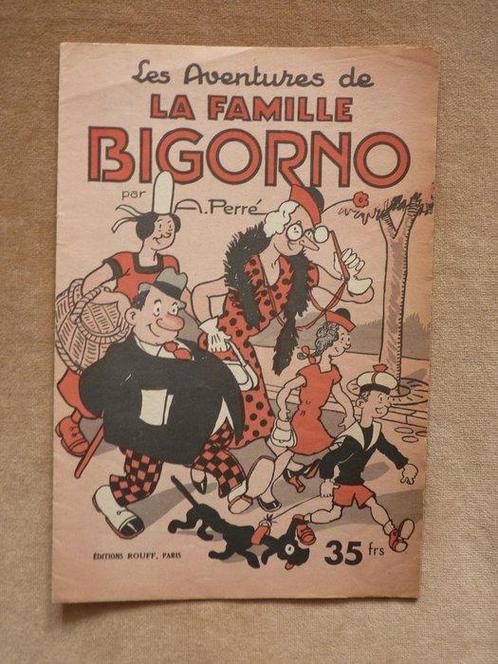 Les Aventures de
LA FAMILLE
BIGORNO
par A. Perré
ÉDITIONS ROUFF, PARIS
35 frs